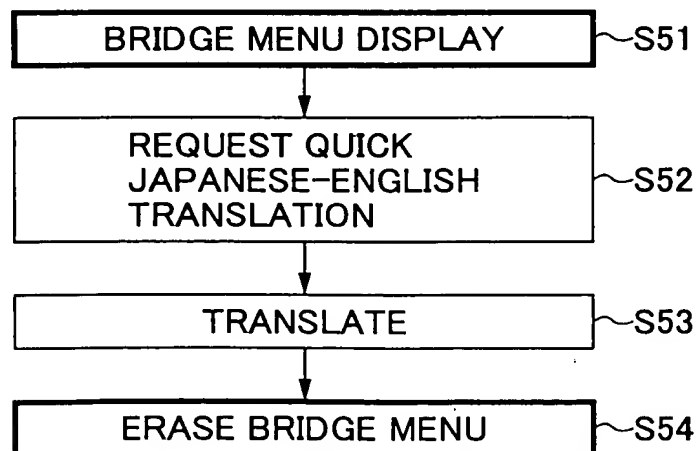 BRIDGE MENU DISPLAY
S51
REQUEST QUICK
JAPANESE-ENGLISH
TRANSLATION
S52
TRANSLATE
S53
ERASE BRIDGE MENU
S54